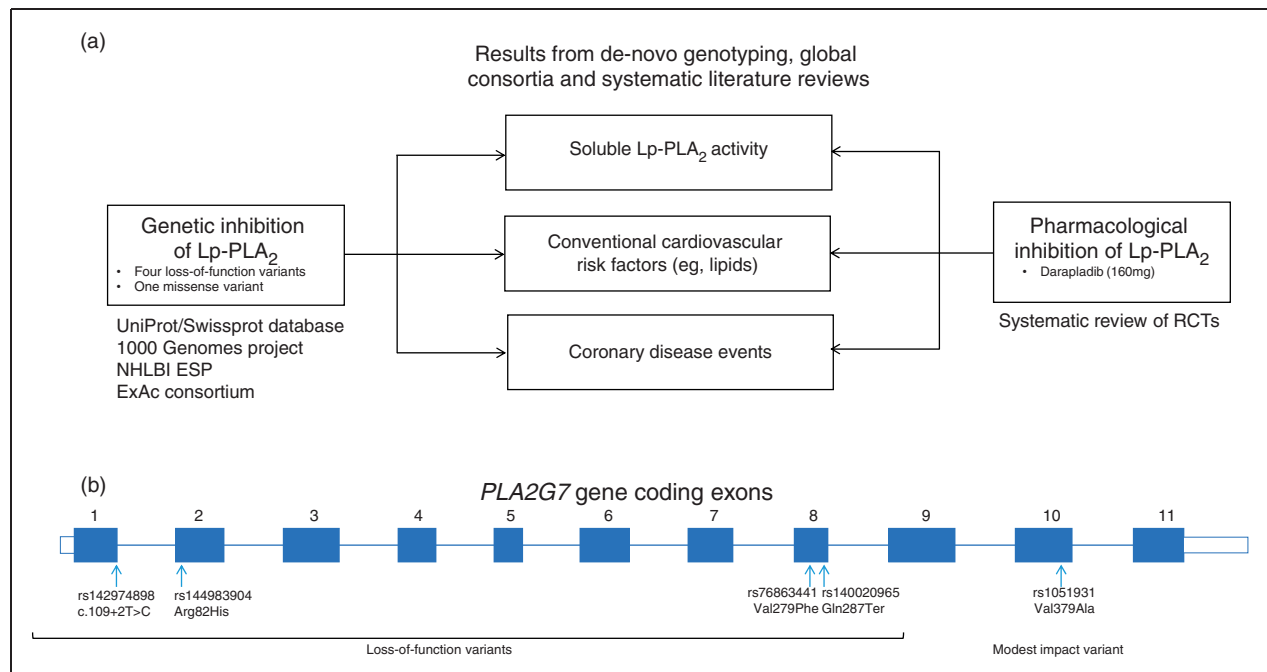 (a)
Results from de-novo genotyping, global
consortia and systematic literature reviews
Soluble Lp-PLA₂ activity
Genetic inhibition
of Lp-PLA₂
• Four loss-of-function variants
• One missense variant
UniProt/Swissprot database
1000 Genomes project
NHLBI ESP
ExAc consortium
Conventional cardiovascular
risk factors (eg, lipids)
Coronary disease events
Pharmacological
inhibition of Lp-PLA₂
• Darapladib (160mg)
Systematic review of RCTs
(b)
PLA2G7 gene coding exons
1 2 3 4 5 6 7 8 9 10 11
rs142974898 rs144983904 rs76863441 rs140020965 rs1051931
c.109+2T>C Arg82His Val279Phe Gln287Ter Val379Ala
Loss-of-function variants Modest impact variant